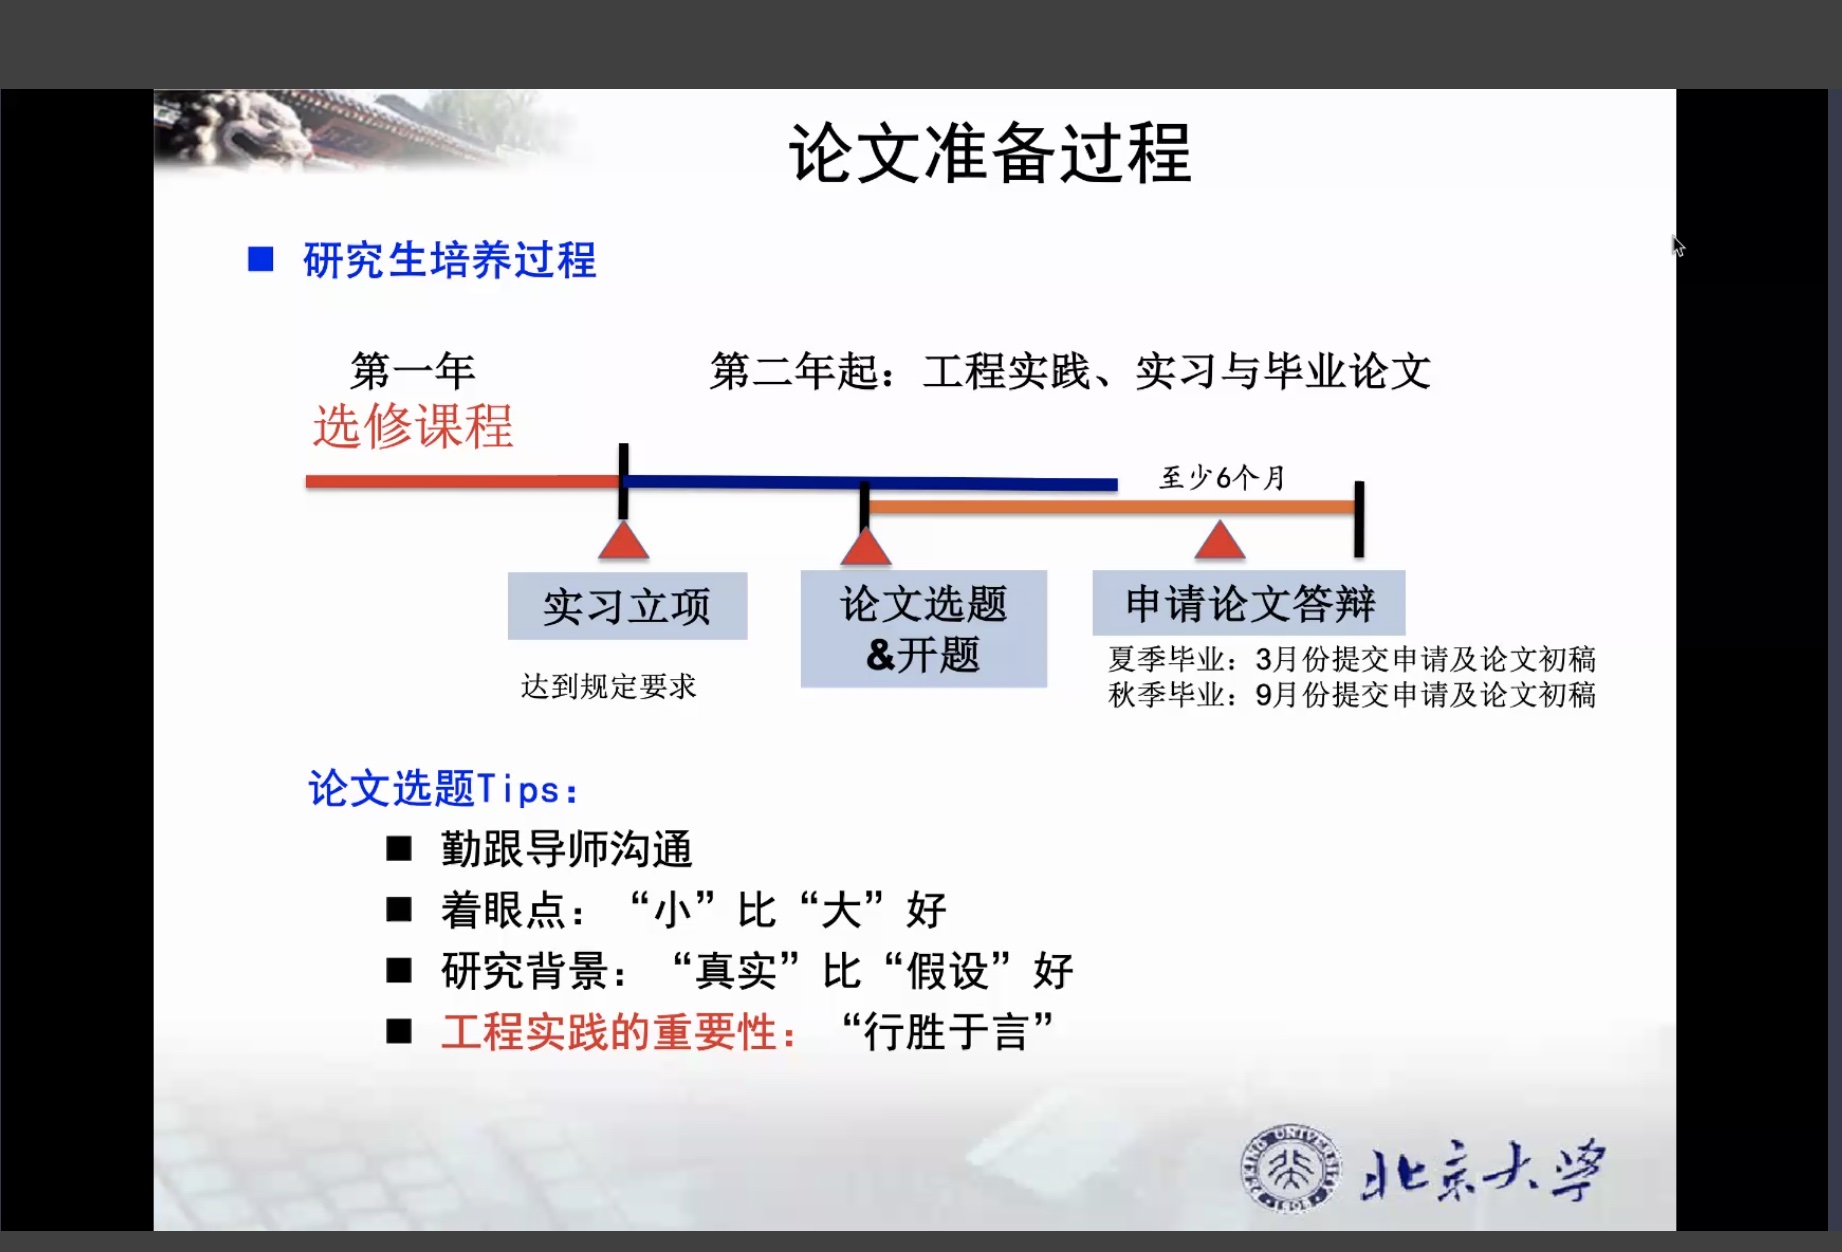 论文准备过程
■ 研究生培养过程
第一年
第二年起：工程实践、实习与毕业论文
选修课程
至少6个月
实习立项
论文选题
&开题
申请论文答辩
达到规定要求
夏季毕业：3月份提交申请及论文初稿
秋季毕业：9月份提交申请及论文初稿
论文选题Tips：
■ 勤跟导师沟通
■ 着眼点：“小”比“大”好
■ 研究背景：“真实”比“假设”好
■ 工程实践的重要性：“行胜于言”
PEKING UNIVERSITY
1898
北京大学